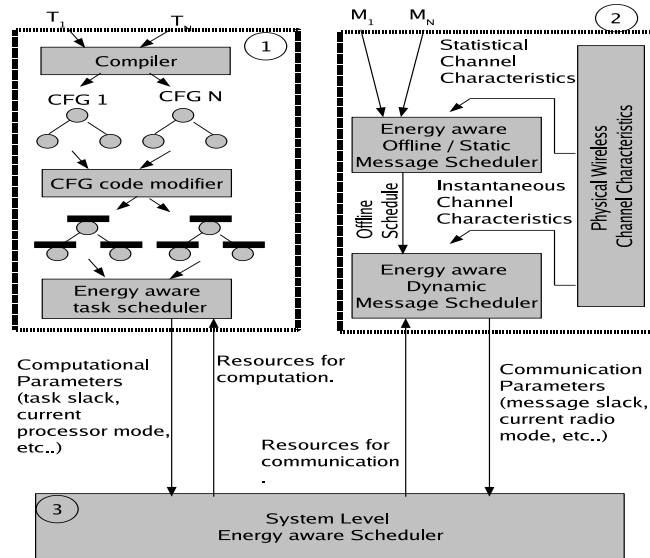 T1
TN
1
Compiler
CFG 1
CFG N
CFG code modifier
Energy aware
task scheduler
M1
MN
2
Statistical
Channel
Characteristics
Energy aware
Offline / Static
Message Scheduler
Offline
Schedule
Instantaneous
Channel
Characteristics
Energy aware
Dynamic
Message Scheduler
Physical Wireless
Channel Characteristics
Computational
Parameters
(task slack,
current
processor mode,
etc..)
Resources for
computation.
Resources for
communication
.
Communication
Parameters
(message slack,
current radio
mode, etc..)
3
System Level
Energy aware Scheduler